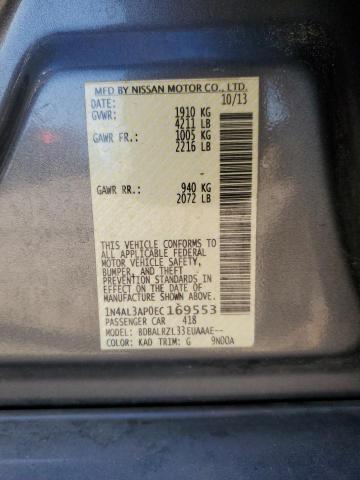 MFD BY NISSAN MOTOR CO., LTD.
DATE: 10/13
GVWR: 1910 KG
4211 LB
GAWR FR.: 1005 KG
2216 LB
GAWR RR.: 940 KG
2072 LB
THIS VEHICLE CONFORMS TO
ALL APPLICABLE FEDERAL
MOTOR VEHICLE SAFETY,
BUMPER, AND THEFT
PREVENTION STANDARDS IN
EFFECT ON THE DATE OF
MANUFACTURE SHOWN ABOVE.
1N4AL3AP0EC169553
PASSENGER CAR 418
MODEL: BDBALRZL33EUAAAE--
COLOR: KAD TRIM: G 9N00A